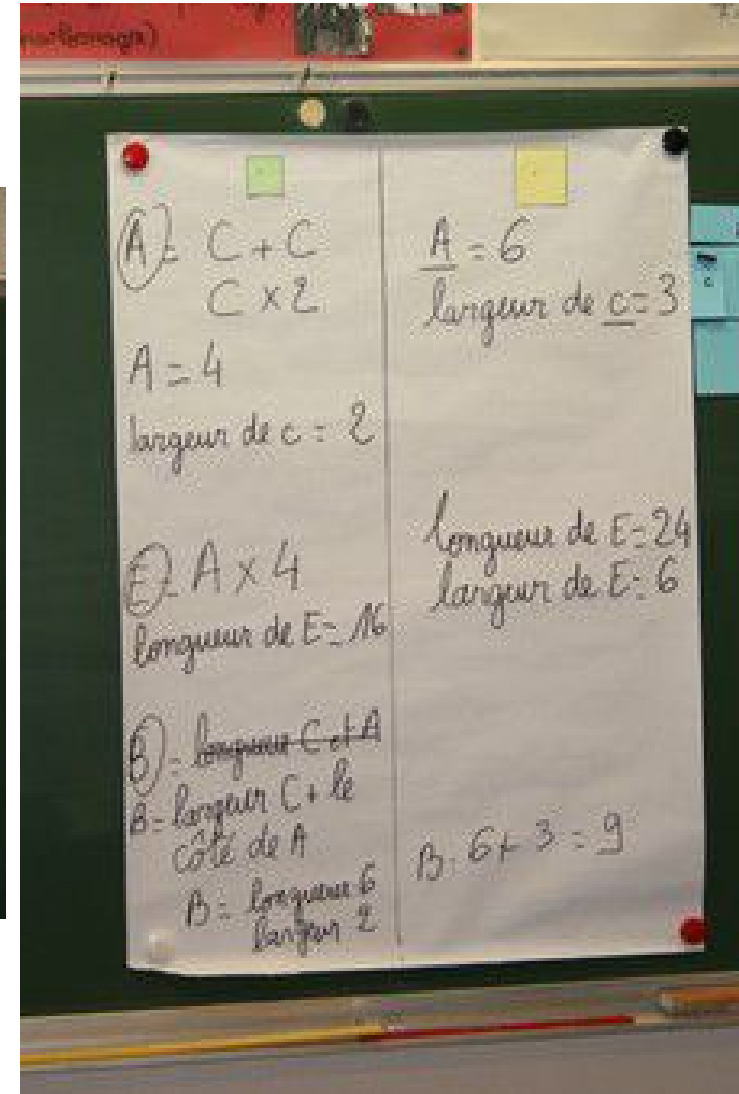 A = C + C
C x 2
A = 4
largeur de c = 2
E = A x 4
longueur de E = 16
B = longueur C et A
B = largeur C + le
côté de A
B = longueur 6
largeur 2
A = 6
largeur de c = 3
longueur de E = 24
largeur de E = 6
B = 6 + 3 = 9